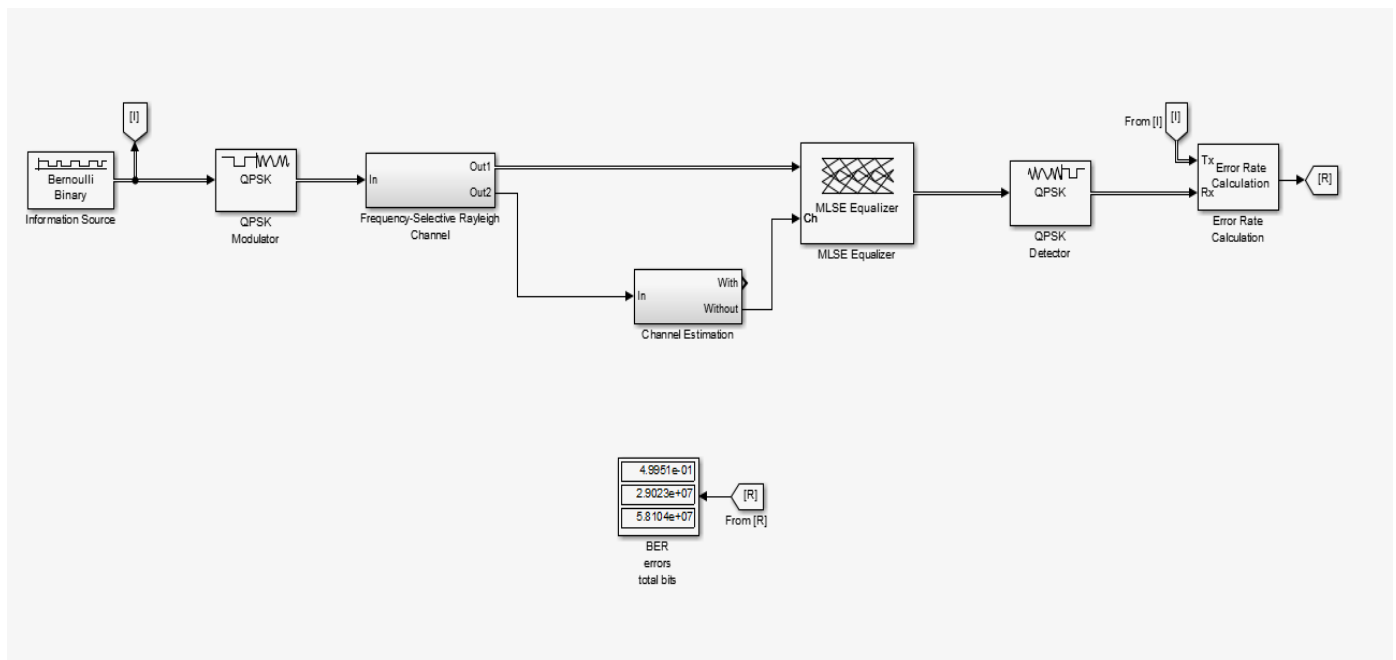 [I]
Bernoulli
Binary
Information Source
QPSK
QPSK
Modulator
In
Out1
Out2
Frequency-Selective Rayleigh
Channel
In
With
Without
Channel Estimation
MLSE Equalizer
Ch
MLSE Equalizer
QPSK
QPSK
Detector
From [I]
[I]
Tx
Rx
Error Rate
Calculation
Error Rate
Calculation
[R]
4.9951e-01
2.9023e+07
5.8104e+07
BER
errors
total bits
[R]
From [R]